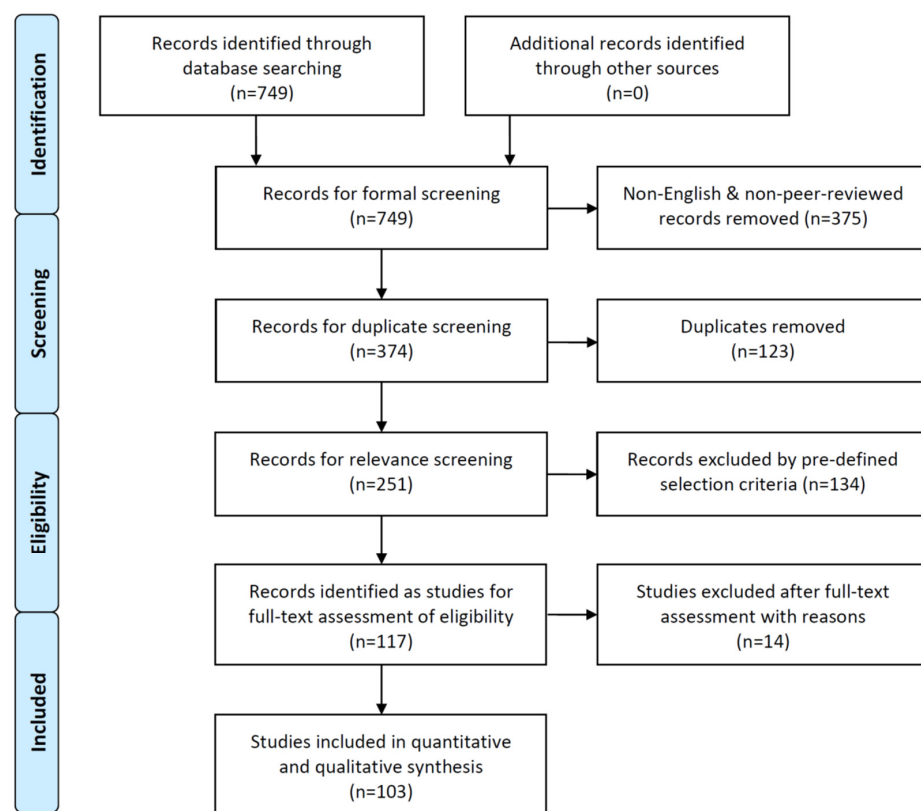 Identification
Records identified through
database searching
(n=749)
Additional records identified
through other sources
(n=0)
Records for formal screening
(n=749)
Non-English & non-peer-reviewed
records removed (n=375)
Screening
Records for duplicate screening
(n=374)
Duplicates removed
(n=123)
Eligibility
Records for relevance screening
(n=251)
Records excluded by pre-defined
selection criteria (n=134)
Records identified as studies for
full-text assessment of eligibility
(n=117)
Studies excluded after full-text
assessment with reasons
(n=14)
Included
Studies included in quantitative
and qualitative synthesis
(n=103)